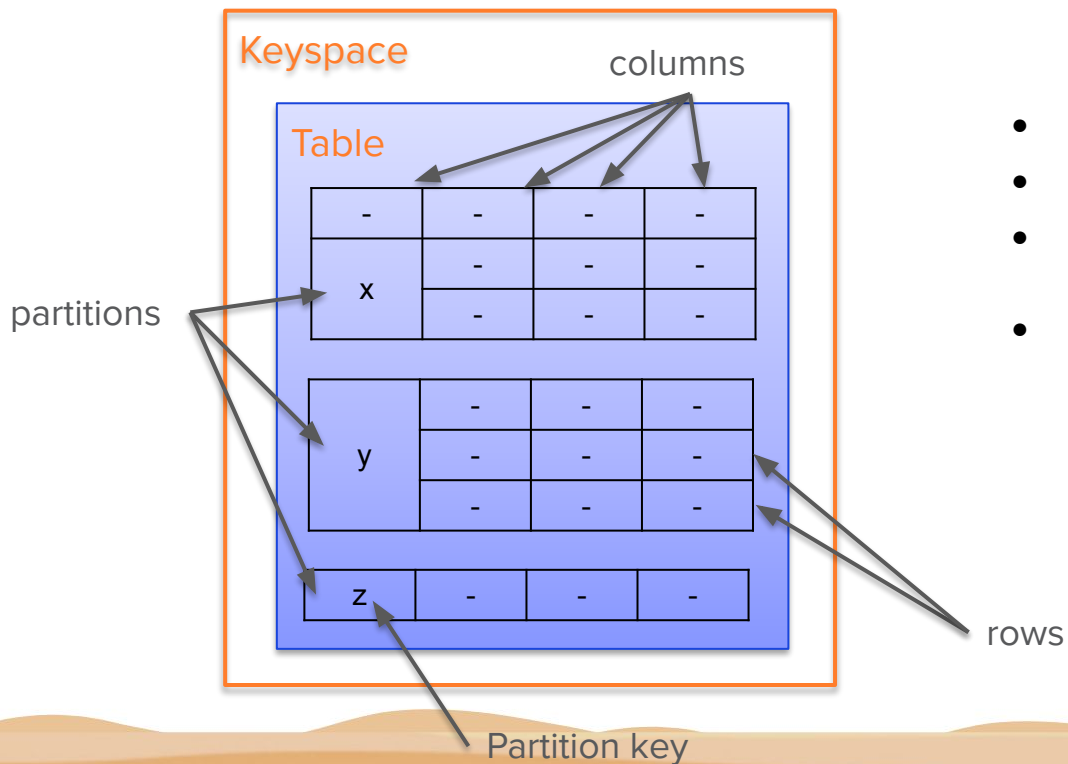 Keyspace
columns
Table
- - - -
x - - -
- - -
partitions
y - - -
- - -
- - -
z - - -
rows
Partition key